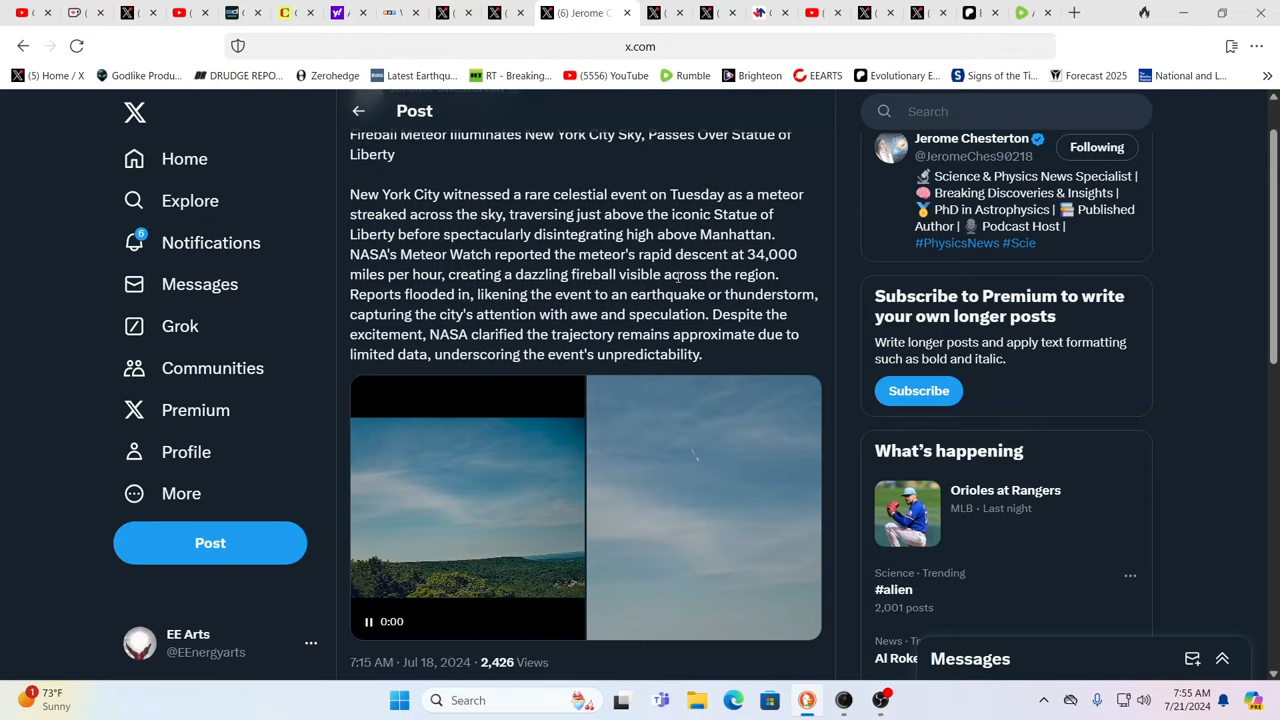 (6) Jerome C
x.com
(5) Home / X
Godlike Produ...
DRUDGE REPO...
Zerohedge
Latest Earthqu...
RT - Breaking...
(5556) YouTube
Rumble
Brighteon
EEARTS
Evolutionary E...
Signs of the Ti...
Forecast 2025
National and L...
Post
Search
Home
Explore
6
Notifications
Messages
Grok
Communities
Premium
Profile
More
Post
EE Arts
@EEnergyarts
Fireball Meteor Illuminates New York City Sky, Passes Over Statue of
Liberty
New York City witnessed a rare celestial event on Tuesday as a meteor
streaked across the sky, traversing just above the iconic Statue of
Liberty before spectacularly disintegrating high above Manhattan.
NASA's Meteor Watch reported the meteor's rapid descent at 34,000
miles per hour, creating a dazzling fireball visible across the region.
Reports flooded in, likening the event to an earthquake or thunderstorm,
capturing the city's attention with awe and speculation. Despite the
excitement, NASA clarified the trajectory remains approximate due to
limited data, underscoring the event's unpredictability.
0:00
7:15 AM · Jul 18, 2024 · 2,426 Views
Jerome Chesterton
Following
@JeromeChes90218
Science & Physics News Specialist |
Breaking Discoveries & Insights |
PhD in Astrophysics | Published
Author | Podcast Host |
#PhysicsNews #Scie
Subscribe to Premium to write
your own longer posts
Write longer posts and apply text formatting
such as bold and italic.
Subscribe
What's happening
Orioles at Rangers
MLB · Last night
Science · Trending
#alien
2,001 posts
News · Tr
Al Roke
Messages
1
73°F
Sunny
Search
7:55 AM
7/21/2024